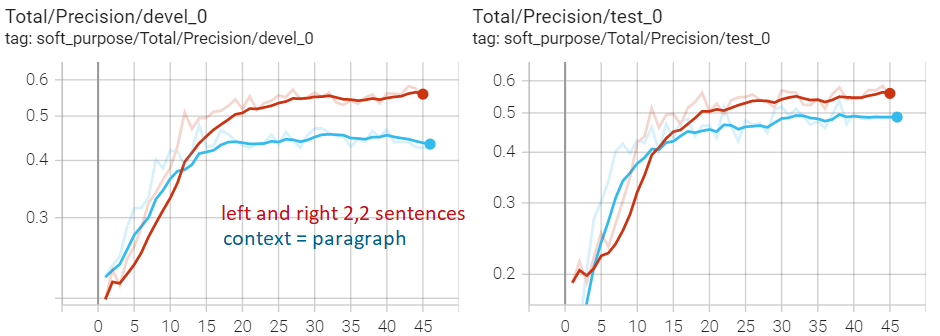 Total/Precision/devel_0
tag: soft_purpose/Total/Precision/devel_0
0.6
0.5
0.4
0.3
left and right 2,2 sentences
context = paragraph
0 5 10 15 20 25 30 35 40 45
Total/Precision/test_0
tag: soft_purpose/Total/Precision/test_0
0.6
0.5
0.4
0.3
0.2
0 5 10 15 20 25 30 35 40 45